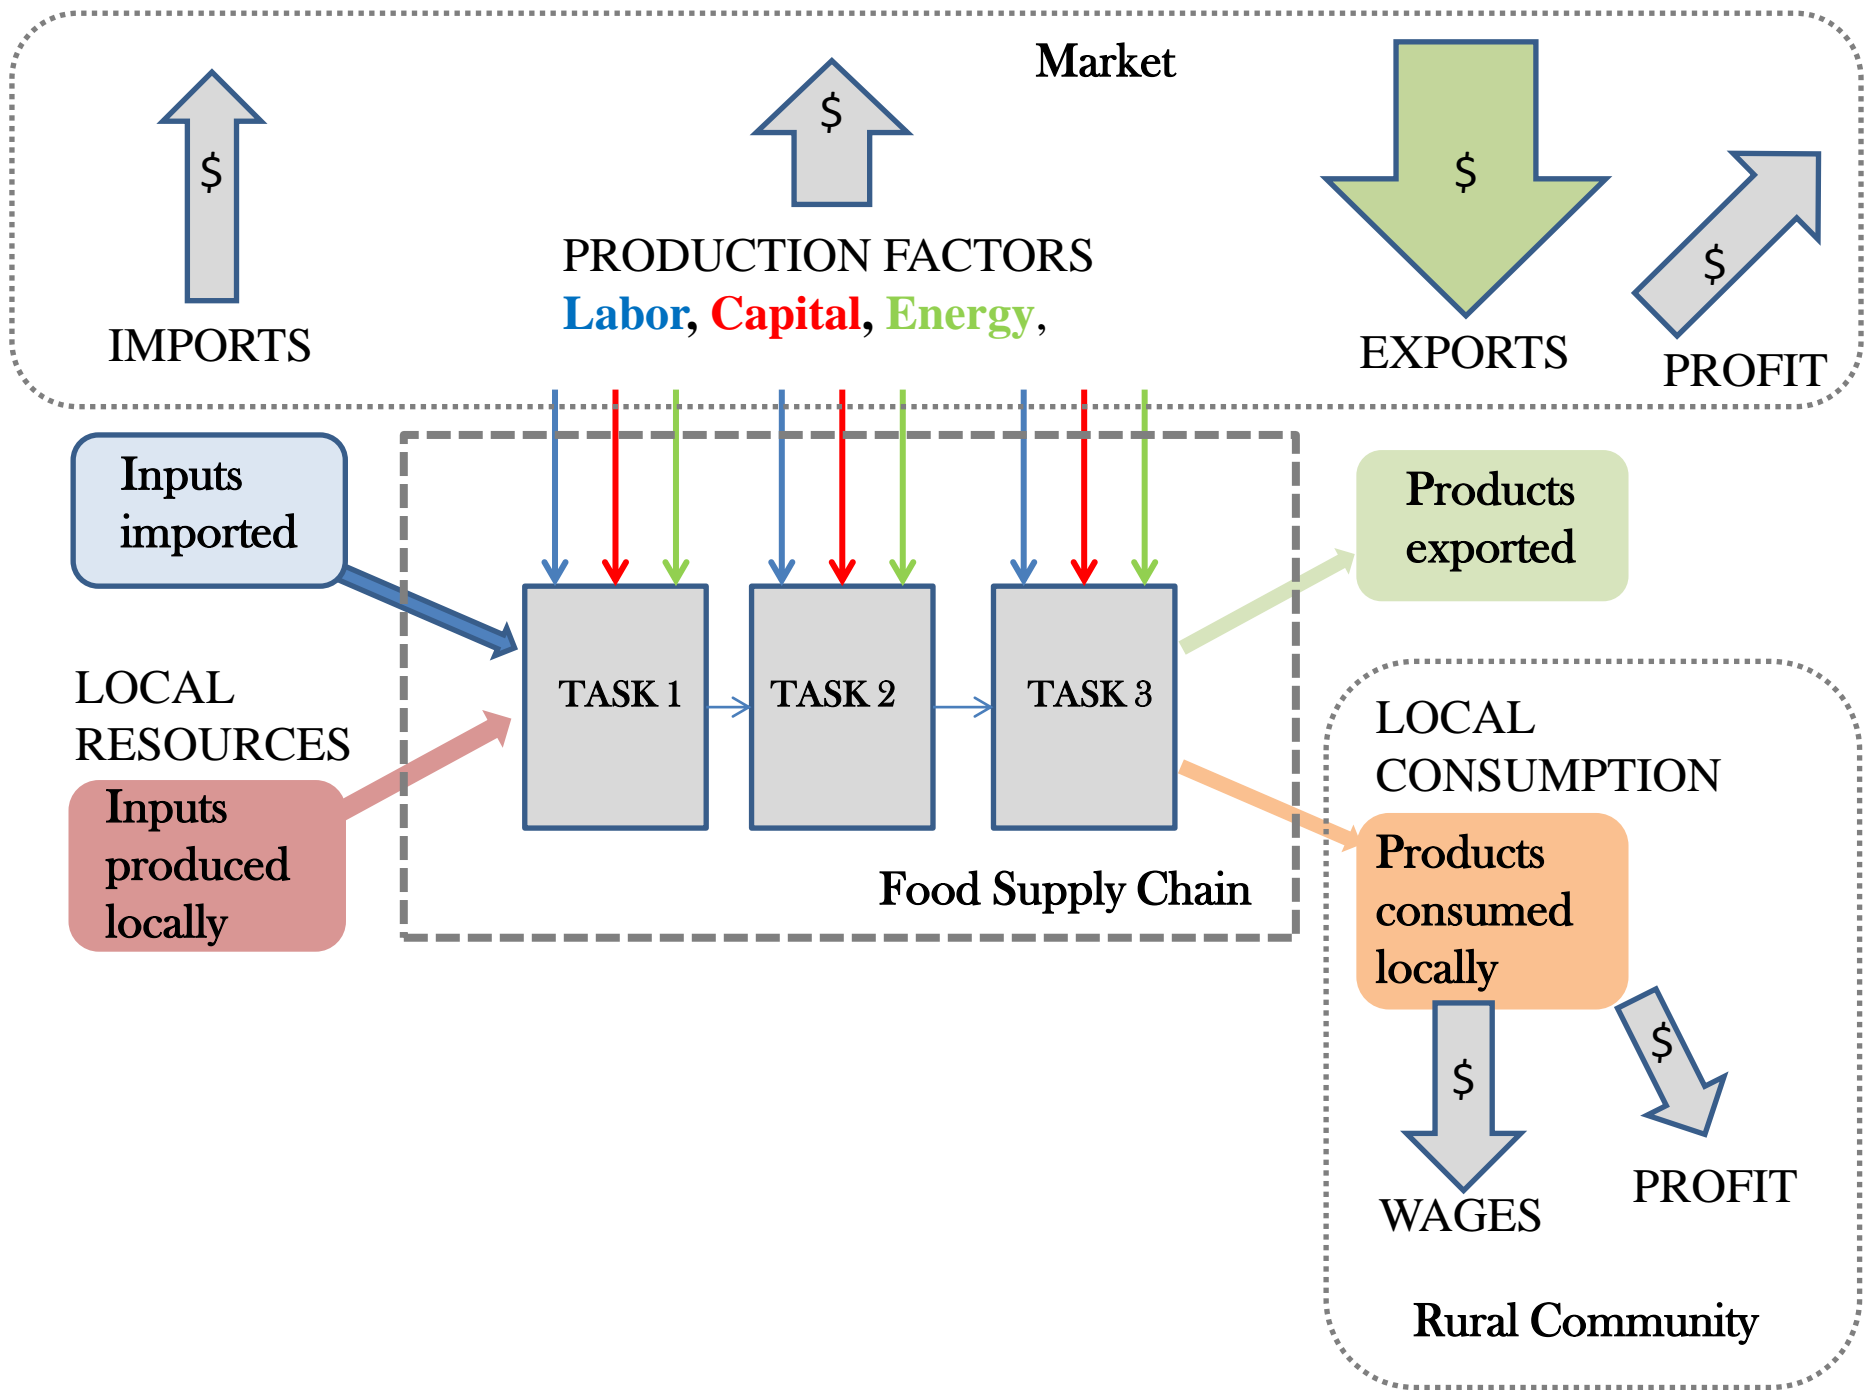 Market
$
$
$
$
PRODUCTION FACTORS
Labor, Capital, Energy,
IMPORTS
EXPORTS
PROFIT
Inputs
imported
Products
exported
LOCAL
RESOURCES
TASK 1
TASK 2
TASK 3
LOCAL
CONSUMPTION
Inputs
produced
locally
Food Supply Chain
Products
consumed
locally
$
$
WAGES
PROFIT
Rural Community